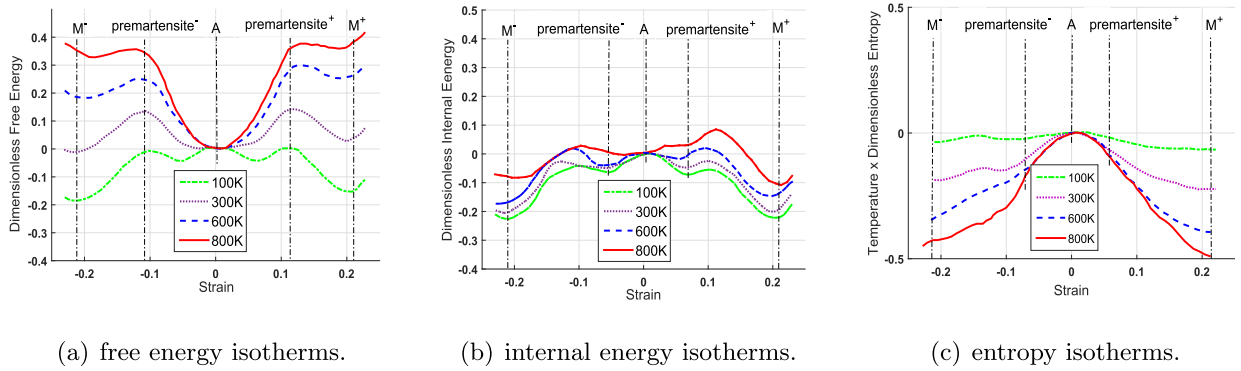 M- premartensite- A premartensite+ M+
Dimensionless Free Energy
0.4
0.3
0.2
0.1
0
-0.1
-0.2
-0.3
0.4
100K
300K
600K
800K
-0.2 -0.1 0 0.1 0.2
Strain
(a) free energy isotherms.
M- premartensite- A premartensite+ M+
Dimensionless Internal Eenergy
0.5
0.4
0.3
0.2
0.1
0
-0.1
-0.2
-0.3
-0.4
100K
300K
600K
800K
-0.2 -0.1 0 0.1 0.2
Strain
(b) internal energy isotherms.
M- premartensite- A premartensite+ M+
Temperature x Dimensionless Entropy
0.5
0
-0.5
100K
300K
600K
800K
-0.2 -0.1 0 0.1 0.2
Strain
(c) entropy isotherms.